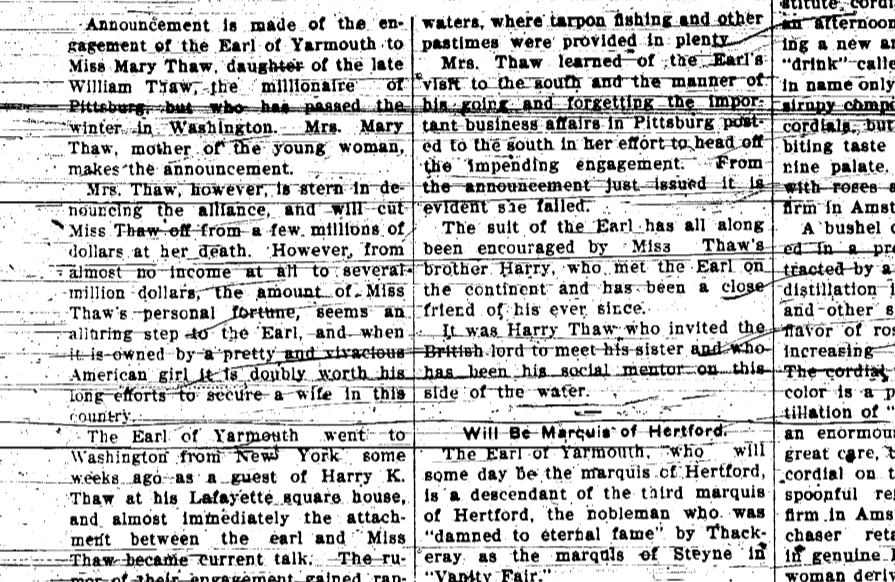 Announcement is made of the en-
gagement of the Earl of Yarmouth to
Miss Mary Thaw, daughter of the late
William Thaw, the millionaire of
Pittsburg, but who has passed the
winter in Washington. Mrs. Mary
Thaw, mother of the young woman,
makes the announcement.
Mrs. Thaw, however, is stern in de-
nouncing the alliance, and will cut
Miss Thaw off from a few millions of
dollars at her death. However, from
almost no income at all to several
million dollars, the amount of Miss
Thaw's personal fortune, seems an
alluring step to the Earl, and when
it is owned by a pretty and vivacious
American girl it is doubly worth his
long efforts to secure a wife in this
country.
The Earl of Yarmouth went to
Washington from New York some
weeks ago as a guest of Harry K.
Thaw at his Lafayette square house,
and almost immediately the attach-
ment between the earl and Miss
Thaw became current talk. The ru-
mor of their engagement gained ran-
waters, where tarpon fishing and other
pastimes were provided in plenty
Mrs. Thaw learned of the Earl's
visit to the south and the manner of
his going and forgetting the impor-
tant business affairs in Pittsburg post-
ed to the south in her effort to head off
the impending engagement. From
the announcement just issued it is
evident she failed.
The suit of the Earl has all along
been encouraged by Miss Thaw's
brother Harry, who met the Earl on
the continent and has been a close
friend of his ever since.
It was Harry Thaw who invited the
British lord to meet his sister and who
has been his social mentor on this
side of the water.
Will Be Marquis of Hertford.
The Earl of Yarmouth, who will
some day be the marquis of Hertford,
is a descendant of the third marquis
of Hertford, the nobleman who was
"damned to eternal fame" by Thack-
eray as the marquis of Steyne in
"Vanity Fair."
stitute, cordi
an afternoon
ing a new an
"drink" calle
in name only
sirupy compo
cordials, but
biting taste
nine palate.
with roses s
firm in Amst
A bushel o
ed in a pre
tracted by a
distillation i
and other s
flavor of ros
increasing
The cordial
color is a p
tillation of
an enormou
great care, b
cordial on t
spoonful re
firm in Ams
chaser reta
in genuine
woman deri